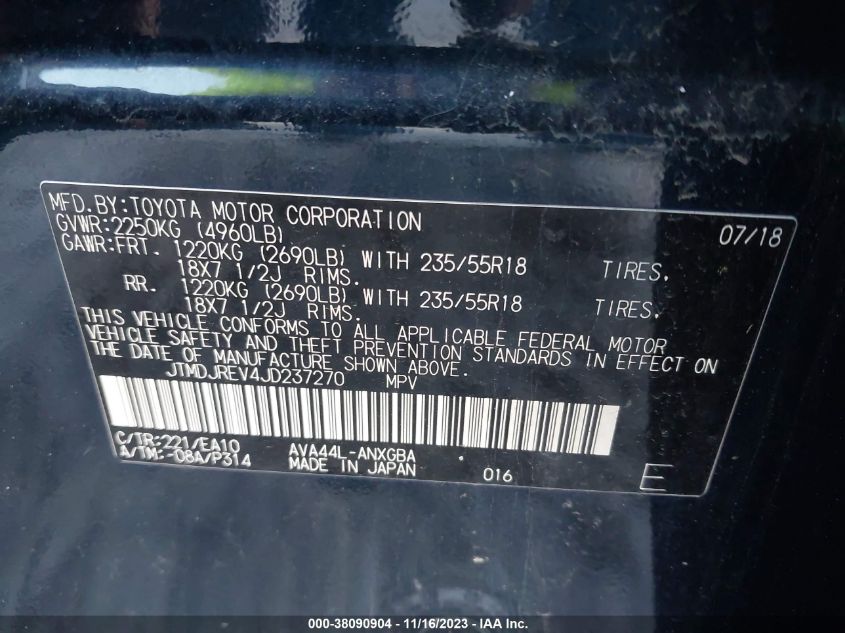 MFD.BY:TOYOTA MOTOR CORPORATION 07/18
GVWR:2250KG (4960LB)
GAWR:FRT. 1220KG (2690LB) WITH 235/55R18 TIRES,
18X7 1/2J RIMS.
RR. 1220KG (2690LB) WITH 235/55R18 TIRES,
18X7 1/2J RIMS.
THIS VEHICLE CONFORMS TO ALL APPLICABLE FEDERAL MOTOR
VEHICLE SAFETY AND THEFT PREVENTION STANDARDS IN EFFECT ON
THE DATE OF MANUFACTURE SHOWN ABOVE.
JTMDJREV4JD237270 MPV
C/TR:221/EA10 AVA44L-ANXGBA
A/TM:-08A/P314 MADE IN JAPAN 016 E
000-38090904 - 11/16/2023 - IAA Inc.